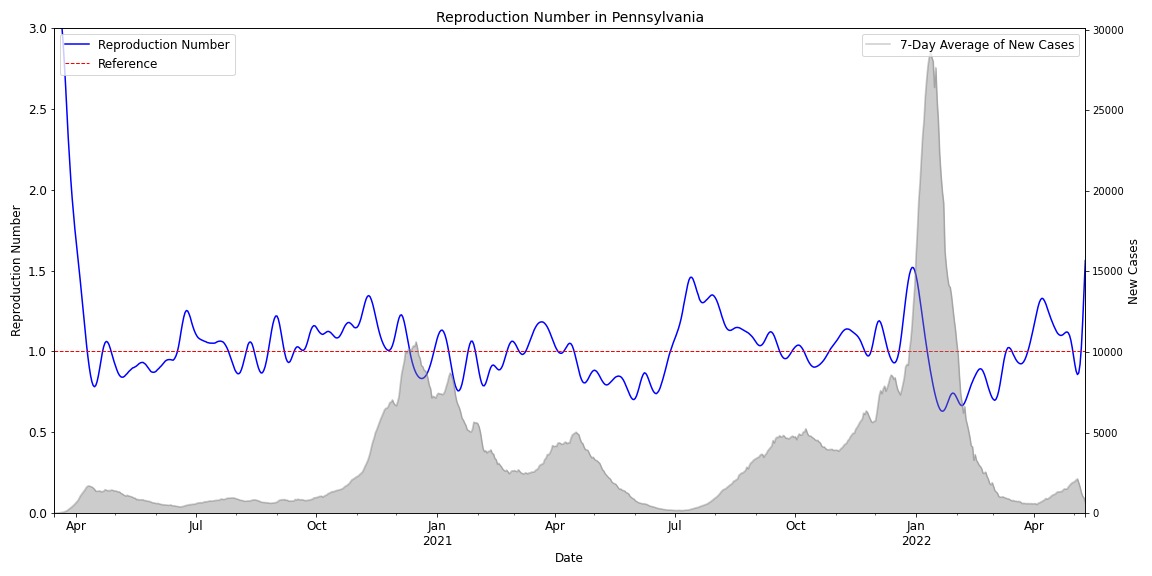 Reproduction Number in Pennsylvania
Reproduction Number
Reference
7-Day Average of New Cases
3.0
2.5
2.0
1.5
1.0
0.5
0.0
Reproduction Number
30000
25000
20000
15000
10000
5000
0
New Cases
Apr Jul Oct Jan Apr Jul Oct Jan Apr
2021 2022
Date